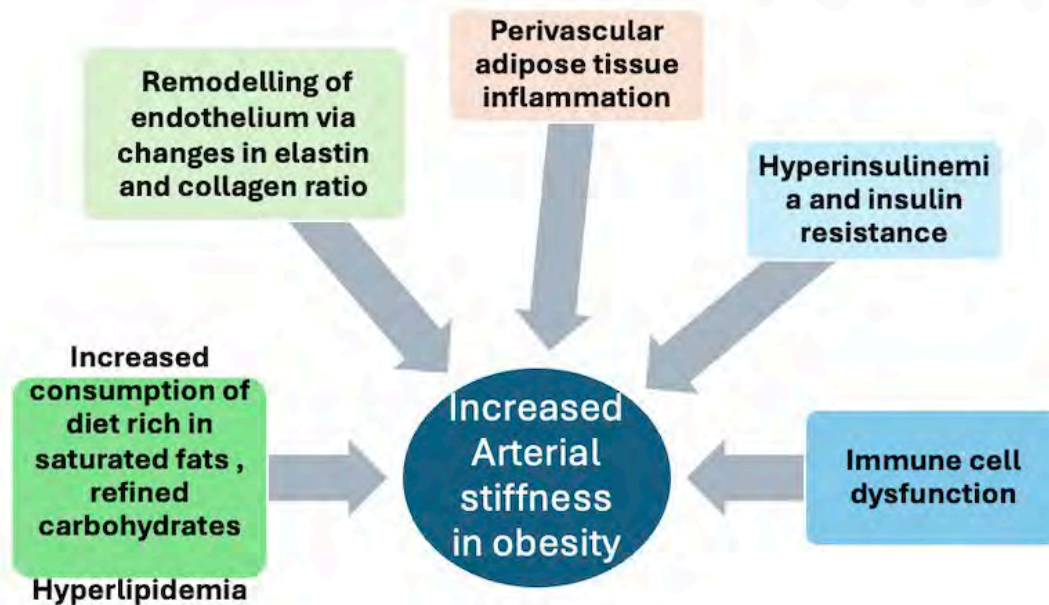 Perivascular
adipose tissue
inflammation
Remodelling of
endothelium via
changes in elastin
and collagen ratio
Hyperinsulinemi
a and insulin
resistance
Increased
consumption of
diet rich in
saturated fats ,
refined
carbohydrates
Hyperlipidemia
Increased
Arterial
stiffness
in obesity
Immune cell
dysfunction